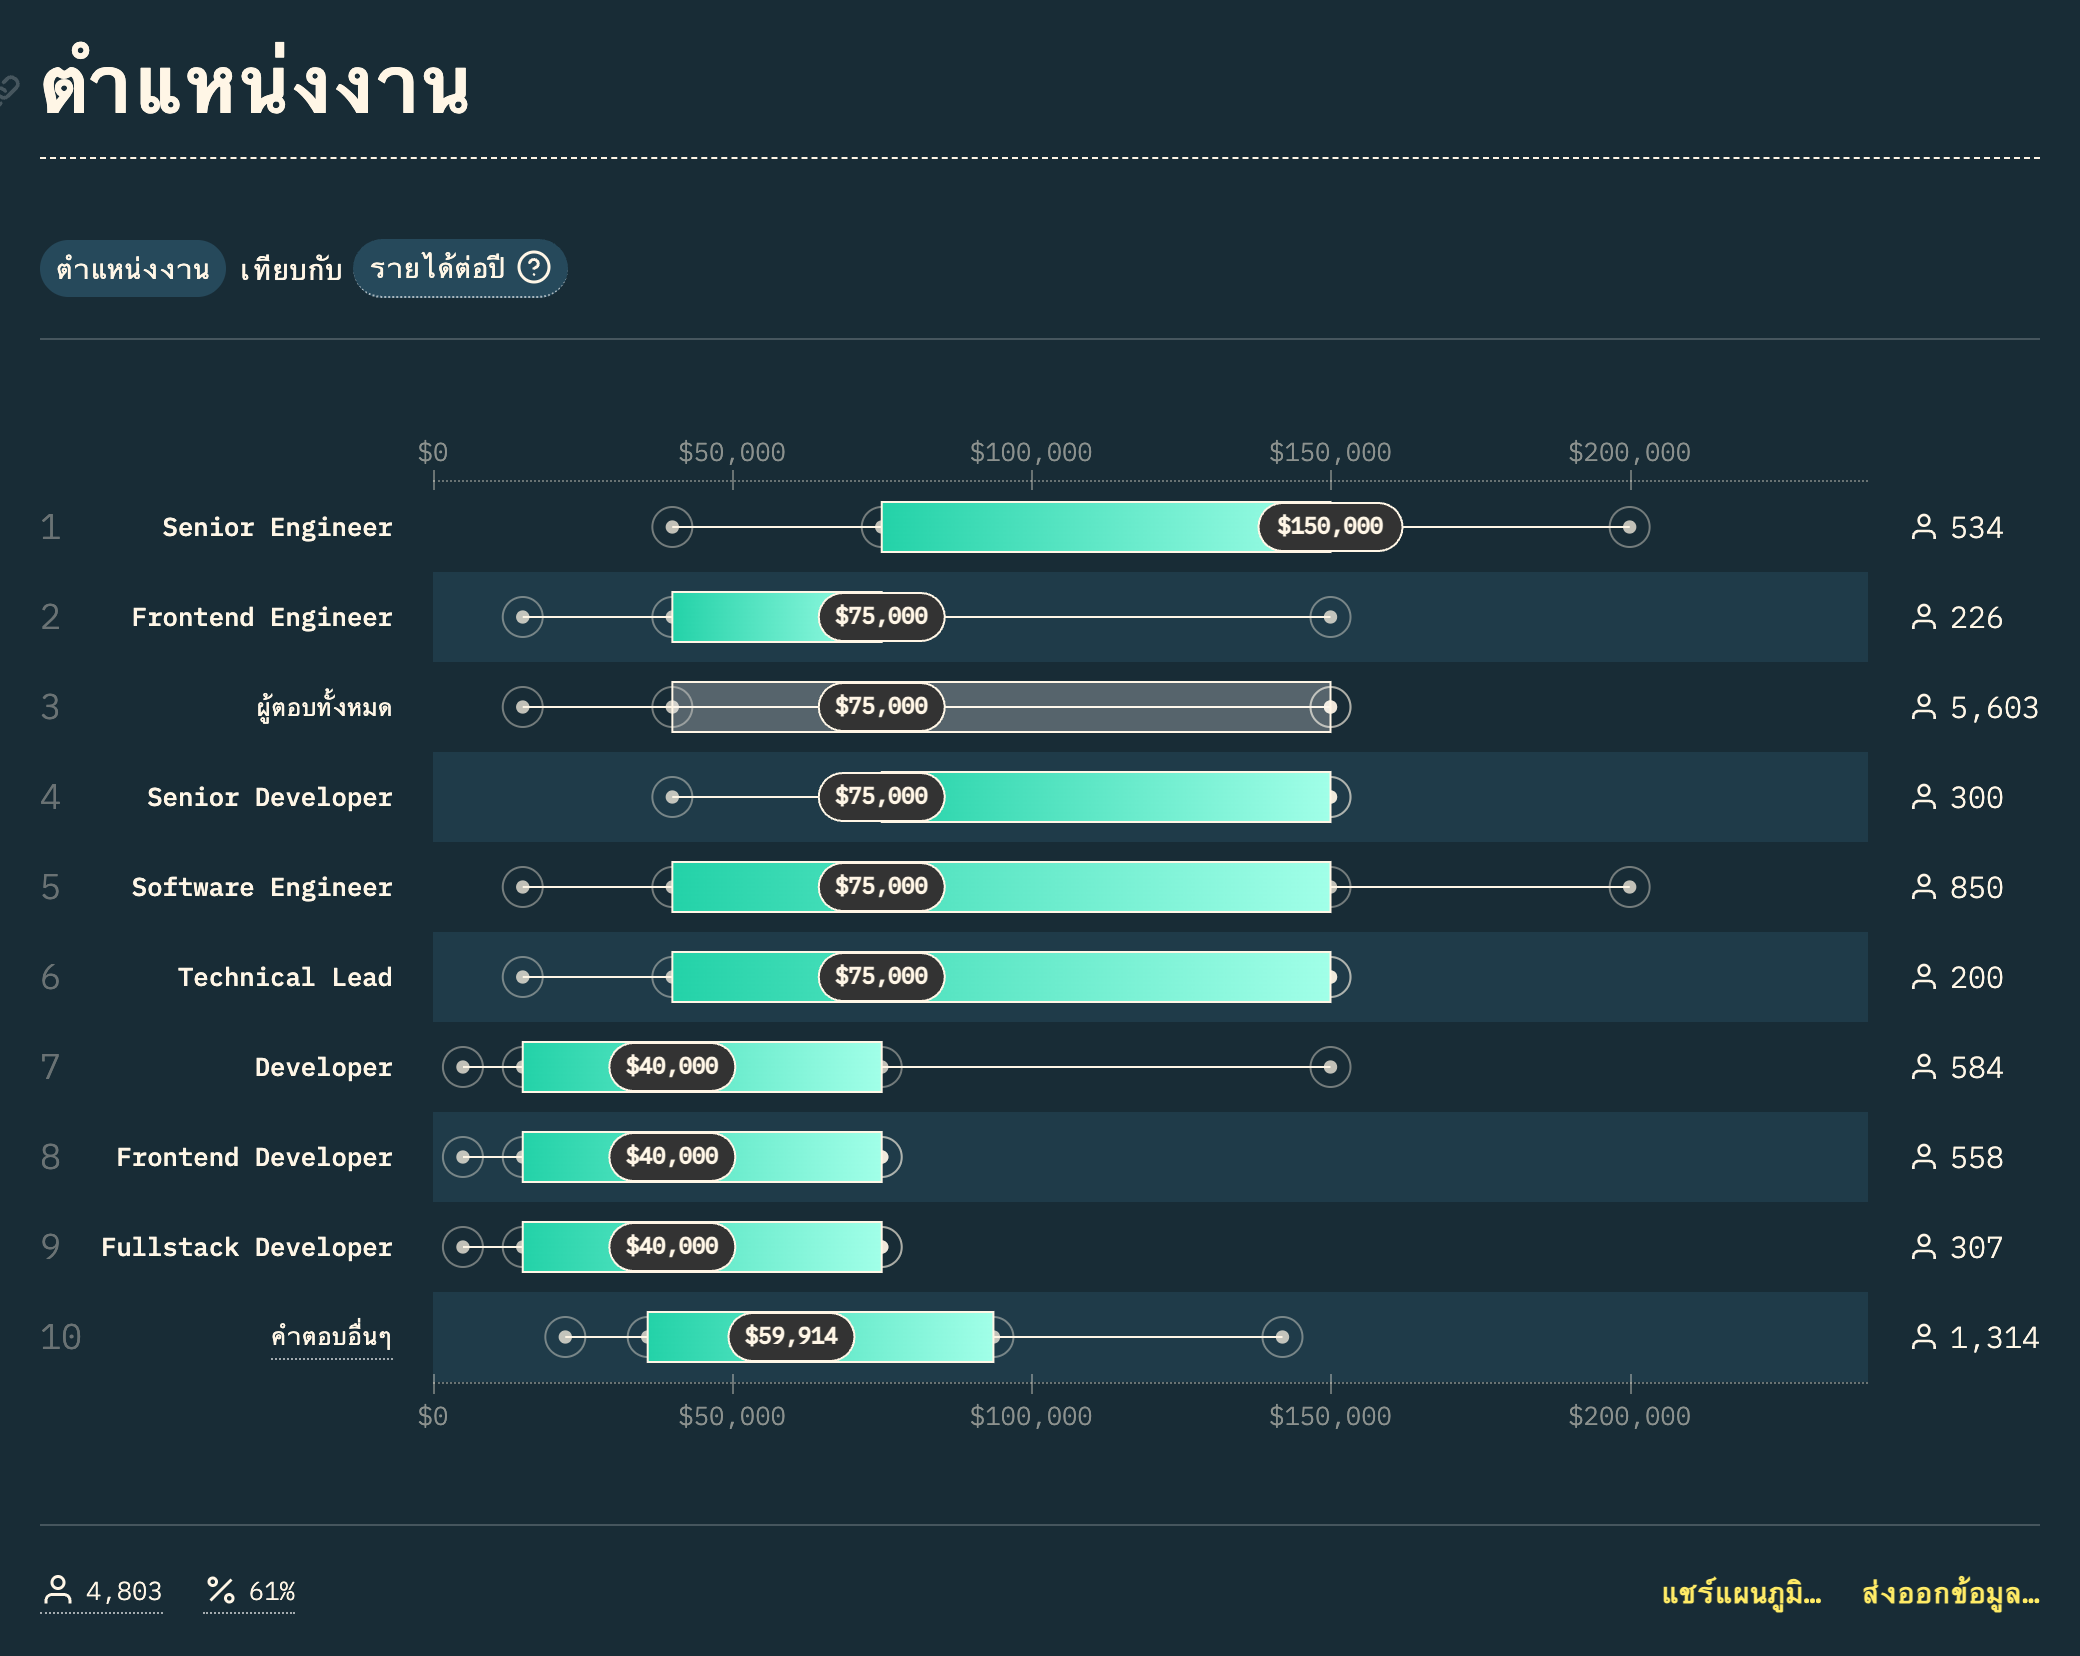 ตำแหน่งงาน
ตำแหน่งงาน เทียบกับ รายได้ต่อปี ?
$0 $50,000 $100,000 $150,000 $200,000
1 Senior Engineer $150,000 534
2 Frontend Engineer $75,000 226
3 ผู้ตอบทั้งหมด $75,000 5,603
4 Senior Developer $75,000 300
5 Software Engineer $75,000 850
6 Technical Lead $75,000 200
7 Developer $40,000 584
8 Frontend Developer $40,000 558
9 Fullstack Developer $40,000 307
10 คำตอบอื่นๆ $59,914 1,314
$0 $50,000 $100,000 $150,000 $200,000
4,803 % 61% แชร์แผนภูมิ… ส่งออกข้อมูล…